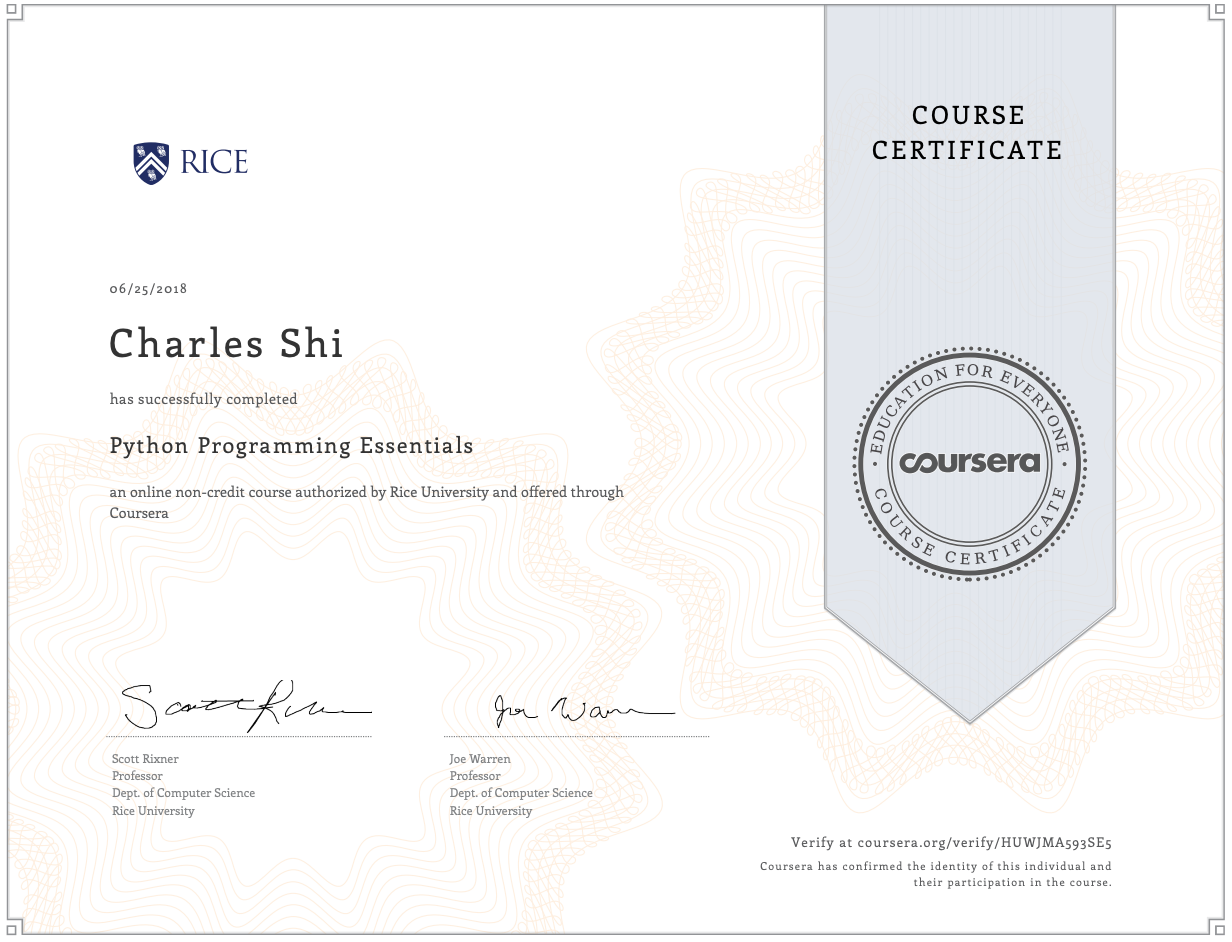 RICE
COURSE
CERTIFICATE
06/25/2018
Charles Shi
has successfully completed
Python Programming Essentials
an online non-credit course authorized by Rice University and offered through
Coursera
EDUCATION FOR EVERYONE
coursera
COURSE CERTIFICATE
Scott Rixner
Joe Warren
Scott Rixner
Professor
Dept. of Computer Science
Rice University
Joe Warren
Professor
Dept. of Computer Science
Rice University
Verify at coursera.org/verify/HUWJMA593SE5
Coursera has confirmed the identity of this individual and
their participation in the course.